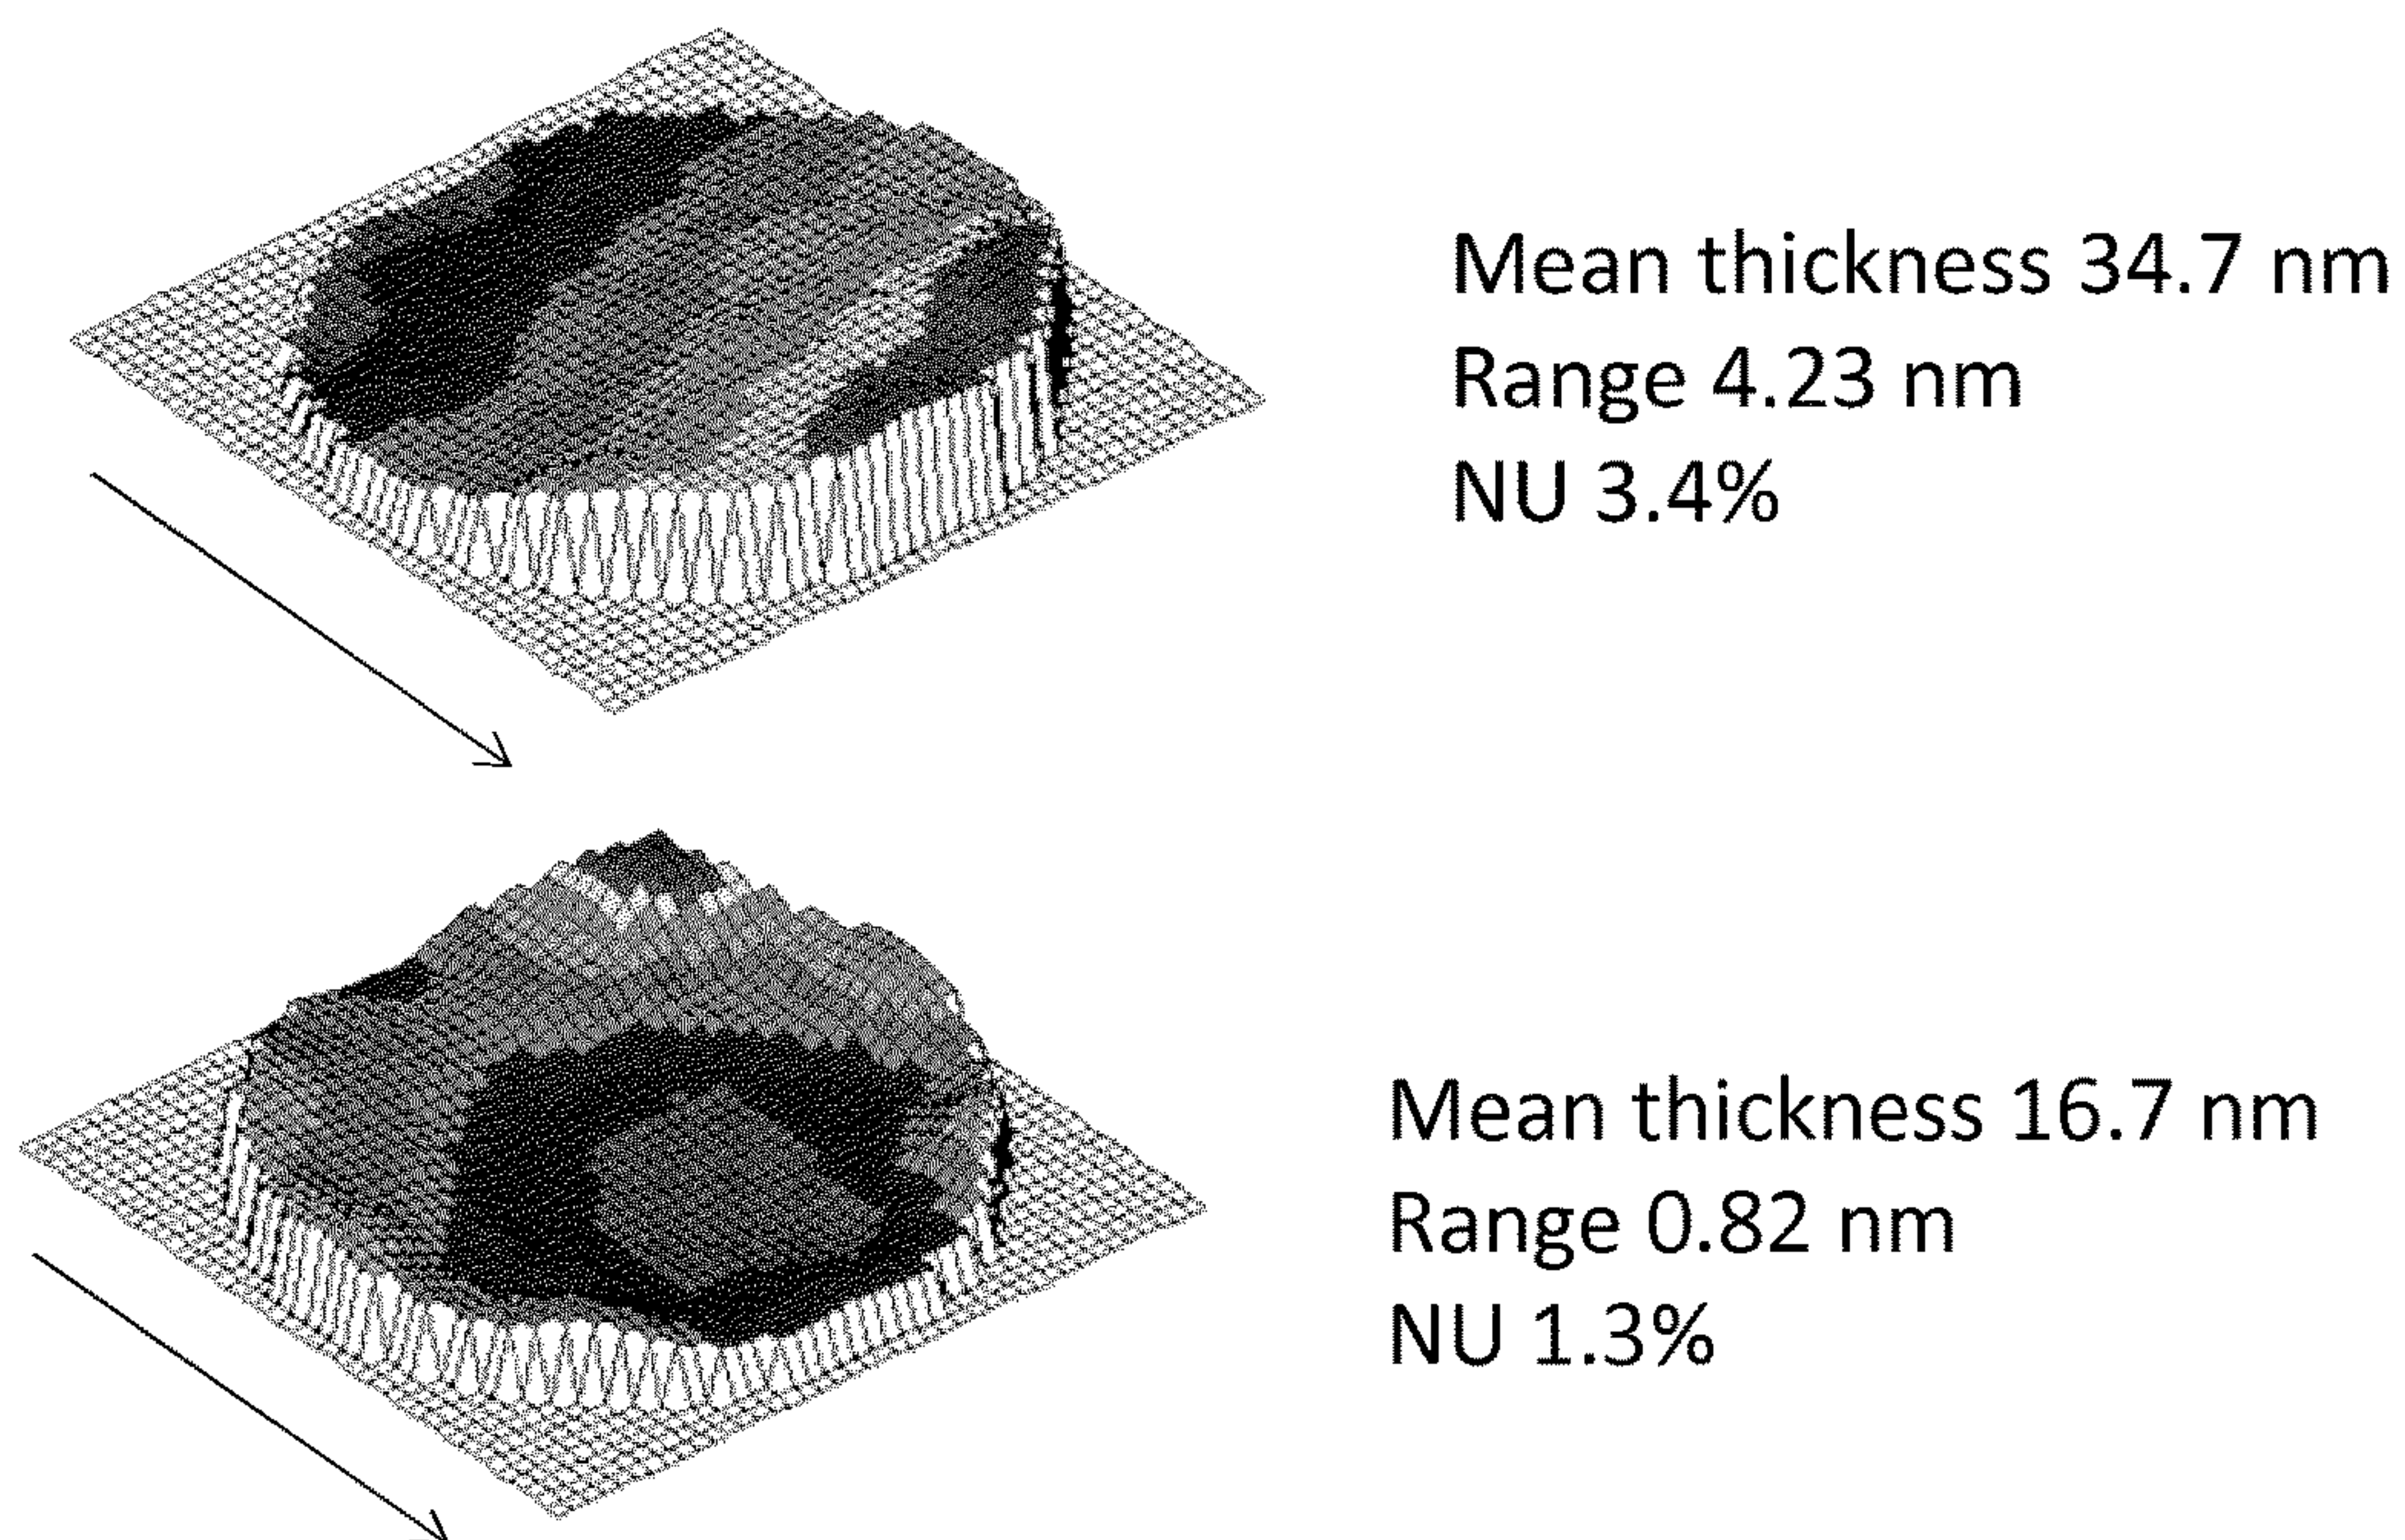 Mean thickness 34.7 nm
Range 4.23 nm
NU 3.4%
Mean thickness 16.7 nm
Range 0.82 nm
NU 1.3%